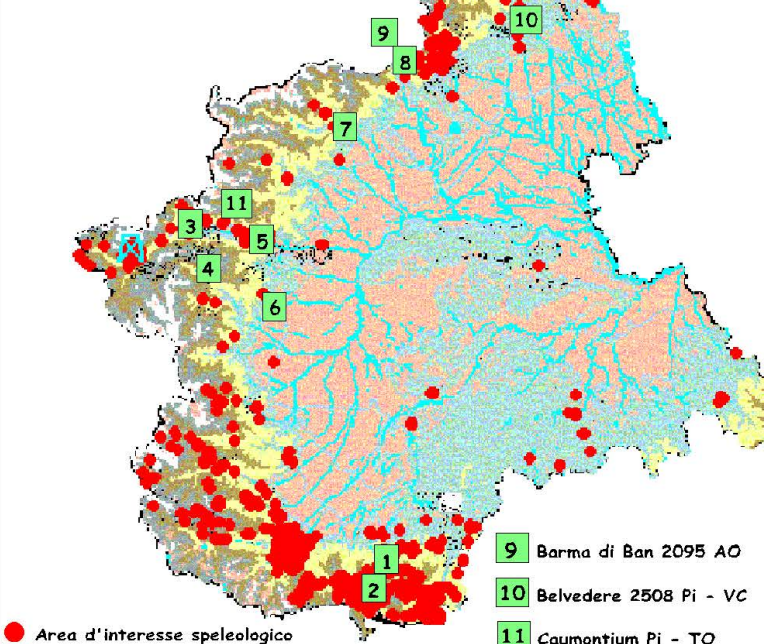 10
9
8
7
11
3
5
4
6
1
2
9 Barma di Ban 2095 AO
10 Belvedere 2508 Pi - VC
11 Caumontium Pi - TO
Area d'interesse speleologico